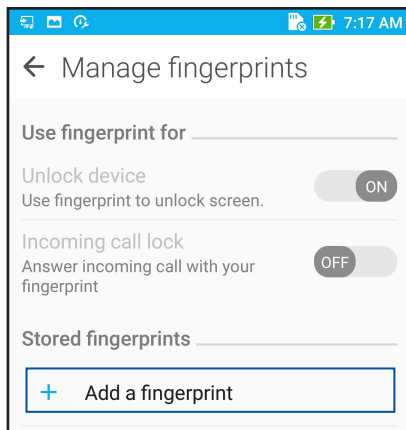 7:17 AM
Manage fingerprints
Use fingerprint for
Unlock device
Use fingerprint to unlock screen.
ON
Incoming call lock
Answer incoming call with your
fingerprint
OFF
Stored fingerprints
+ Add a fingerprint